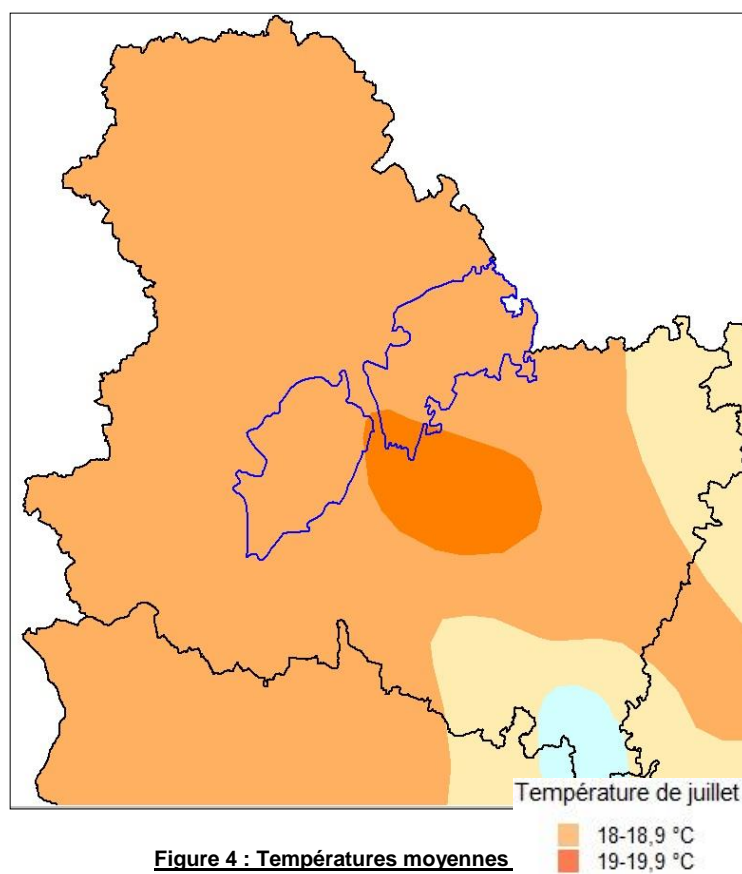 Température de juillet
18-18,9 °C
19-19,9 °C
Figure 4 : Températures moyennes